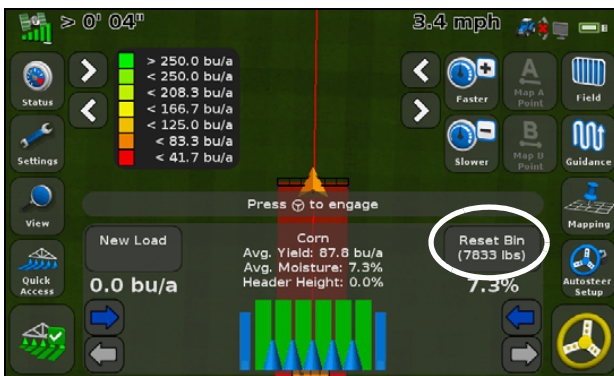 > 0' 04"
3.4 mph
Status
Settings
View
Quick
Access
> 250.0 bu/a
< 250.0 bu/a
< 208.3 bu/a
< 166.7 bu/a
< 125.0 bu/a
< 83.3 bu/a
< 41.7 bu/a
Faster
Slower
A
Map A
Point
B
Map B
Point
Field
Guidance
Mapping
Autosteer
Setup
Press to engage
New Load
0.0 bu/a
Corn
Avg. Yield: 87.8 bu/a
Avg. Moisture: 7.3%
Header Height: 0.0%
Reset Bin
(7833 lbs)
7.3%